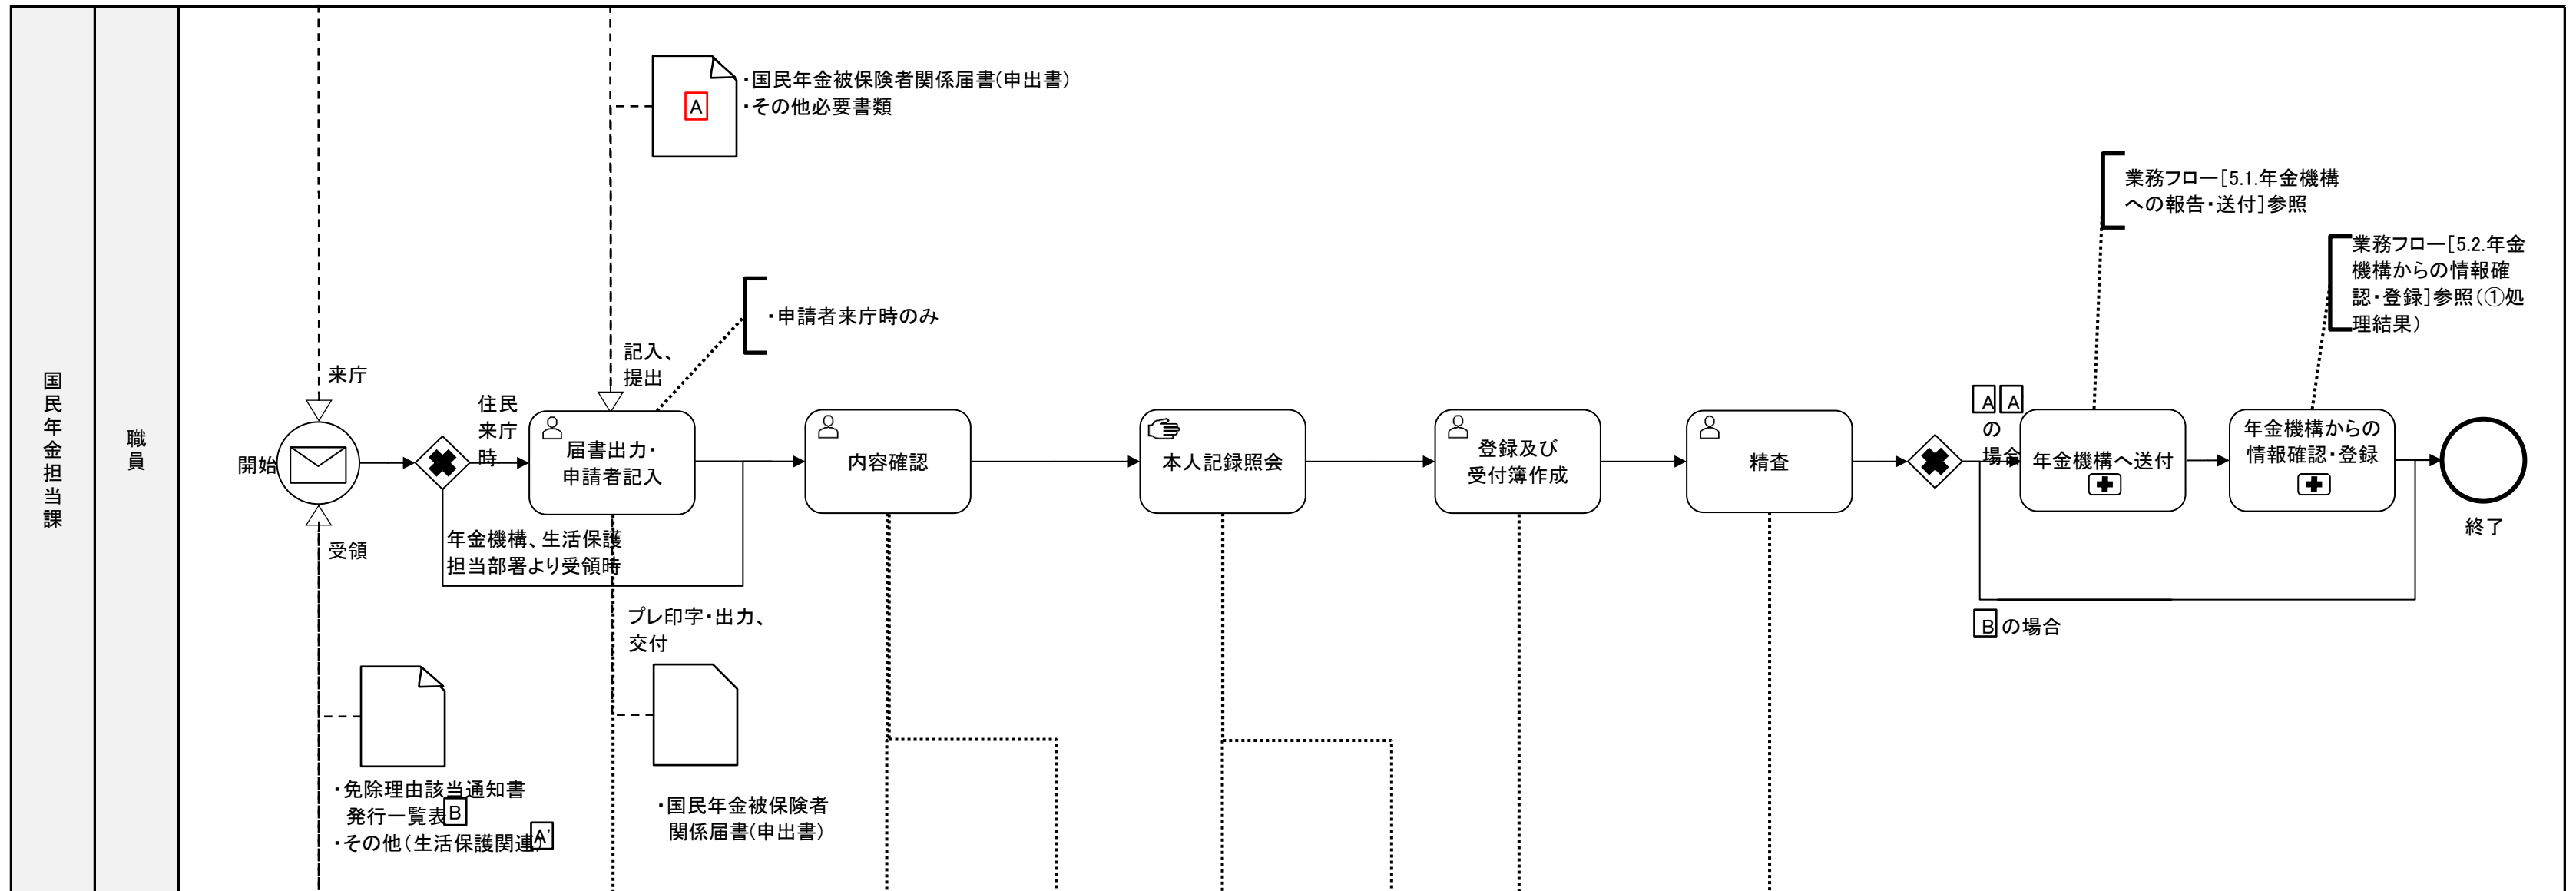 国民年金担当課
職員
A
・国民年金被保険者関係届書(申出書)
・その他必要書類
業務フロー[5.1.年金機構
への報告・送付]参照
業務フロー[5.2.年金
機構からの情報確
認・登録]参照(①処
理結果)
・申請者来庁時のみ
来庁
記入、
提出
開始
住民
来庁
時
届書出力・
申請者記入
内容確認
本人記録照会
登録及び
受付簿作成
精査
A A
の
場合
年金機構へ送付
年金機構からの
情報確認・登録
終了
受領
年金機構、生活保護
担当部署より受領時
プレ印字・出力、
交付
B の場合
・免除理由該当通知書
発行一覧表 B
・その他(生活保護関連) A'
・国民年金被保険者
関係届書(申出書)